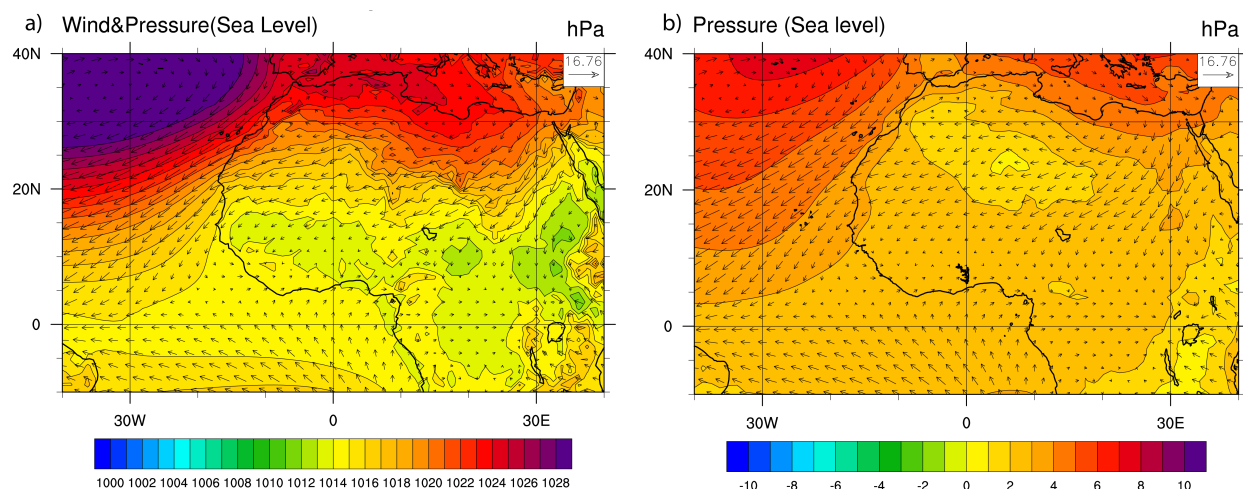 a) Wind&Pressure(Sea Level) hPa
16.76
40N
20N
0
30W 0 30E
1000 1002 1004 1006 1008 1010 1012 1014 1016 1018 1020 1022 1024 1026 1028
b) Pressure (Sea level) hPa
16.76
40N
20N
0
30W 0 30E
-10 -8 -6 -4 -2 0 2 4 6 8 10